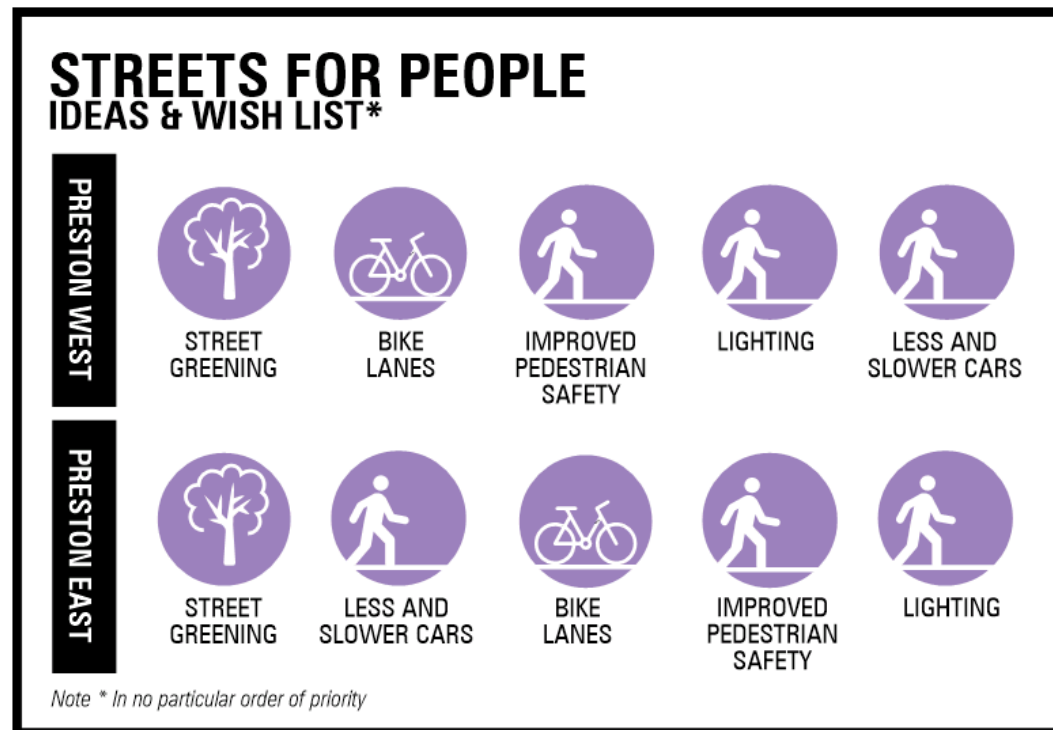 STREETS FOR PEOPLE
IDEAS & WISH LIST*
PRESTON WEST
STREET
GREENING
BIKE
LANES
IMPROVED
PEDESTRIAN
SAFETY
LIGHTING
LESS AND
SLOWER CARS
PRESTON EAST
STREET
GREENING
LESS AND
SLOWER CARS
BIKE
LANES
IMPROVED
PEDESTRIAN
SAFETY
LIGHTING
Note * In no particular order of priority